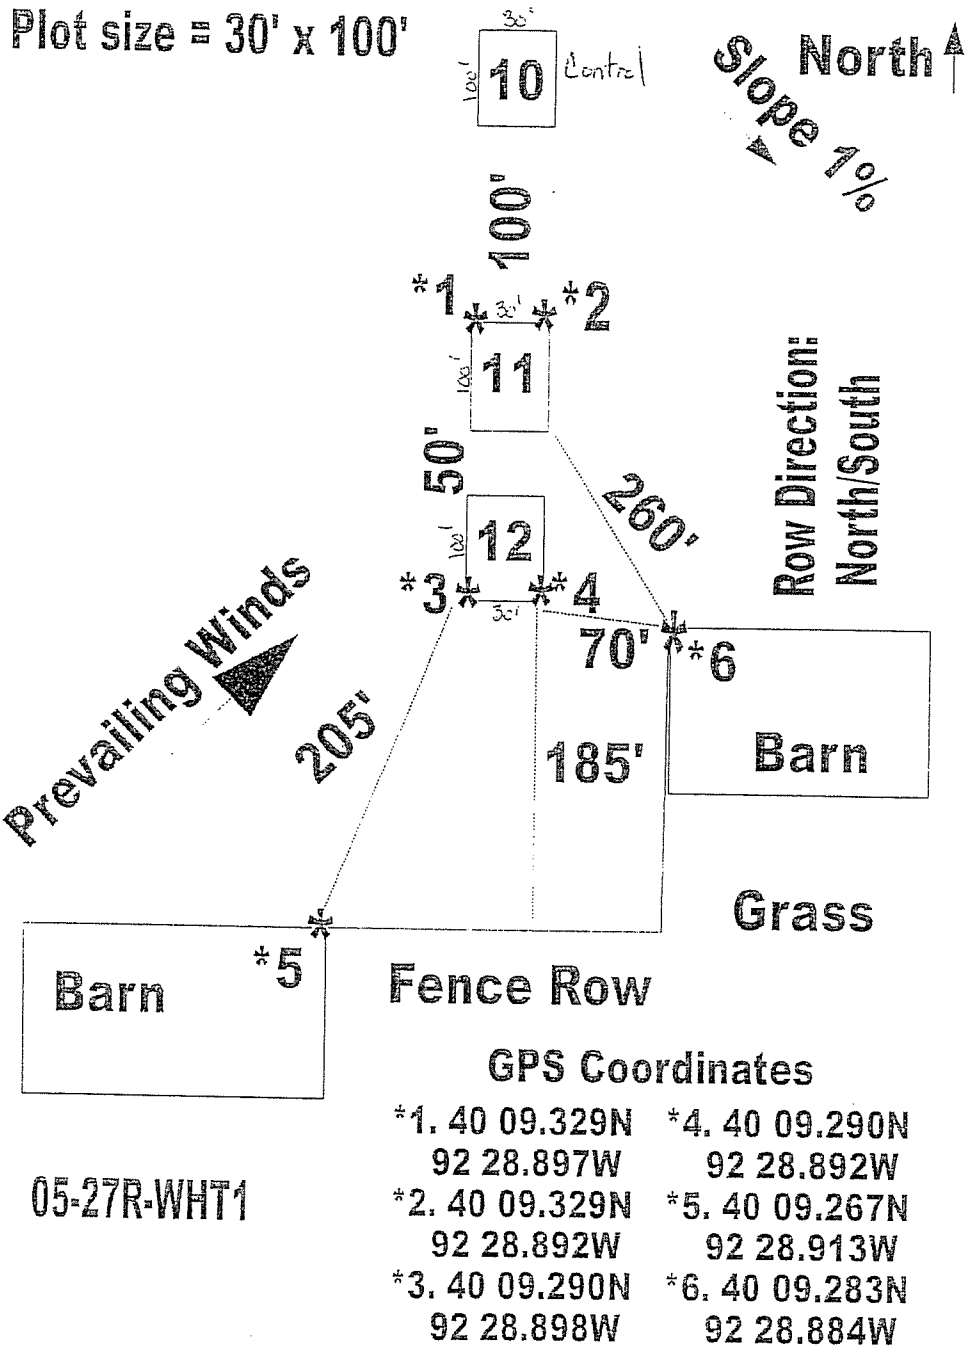 Plot size = 30' x 100'
30'
100'
10
Control
North
Slope 1%
100'
*1
*2
30'
100'
11
50'
260'
Row Direction:
North/South
100'
12
*3
*4
30'
70'
*6
Prevailing Winds
205'
185'
Barn
Grass
*5
Barn
Fence Row
GPS Coordinates
*1. 40 09.329N
92 28.897W
*2. 40 09.329N
92 28.892W
*3. 40 09.290N
92 28.898W
*4. 40 09.290N
92 28.892W
*5. 40 09.267N
92 28.913W
*6. 40 09.283N
92 28.884W
05-27R-WHT1